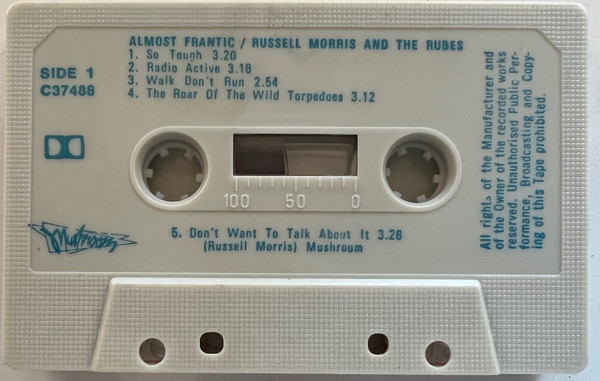 ALMOST FRANTIC / RUSSELL MORRIS AND THE RUBES
SIDE 1
C37488
1. So Tough 3.20
2. Radio Active 3.18
3. Walk Don't Run 2.54
4. The Roar Of The Wild Torpedoes 3.12
100 50 0
5. Don't Want To Talk About It 3.26
(Russell Morris) Mushroom
Mushroom
All rights of the Manufacturer and
of the Owner of the recorded works
reserved. Unauthorised Public Per-
formance, Broadcasting and Copy-
ing of this Tape prohibited.